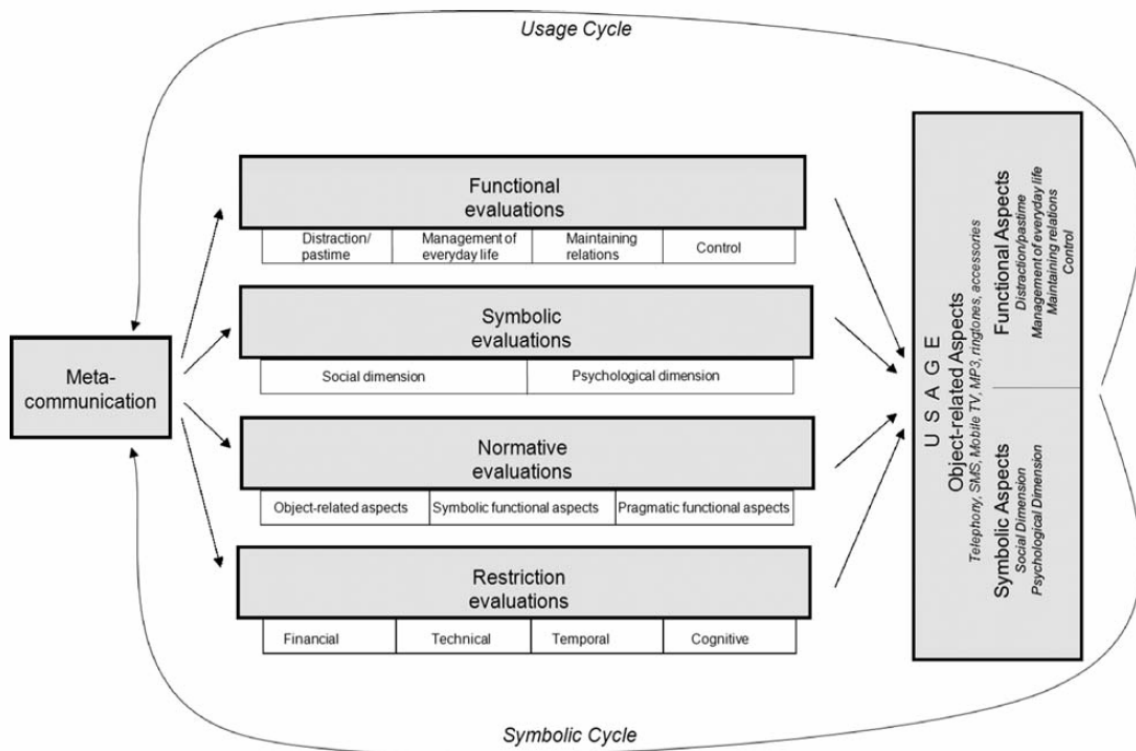 Usage Cycle
Functional
evaluations
Distraction/
pastime
Management of
everyday life
Maintaining
relations
Control
Symbolic
evaluations
Social dimension
Psychological dimension
Meta-
communication
Normative
evaluations
Object-related aspects
Symbolic functional aspects
Pragmatic functional aspects
Restriction
evaluations
Financial
Technical
Temporal
Cognitive
USAGE
Object-related Aspects
Telephony, SMS, Mobile TV, MP3, ringtones, accessories
Symbolic Aspects
Social Dimension
Psychological Dimension
Functional Aspects
Distraction/pastime
Management of everyday life
Maintaining relations
Control
Symbolic Cycle